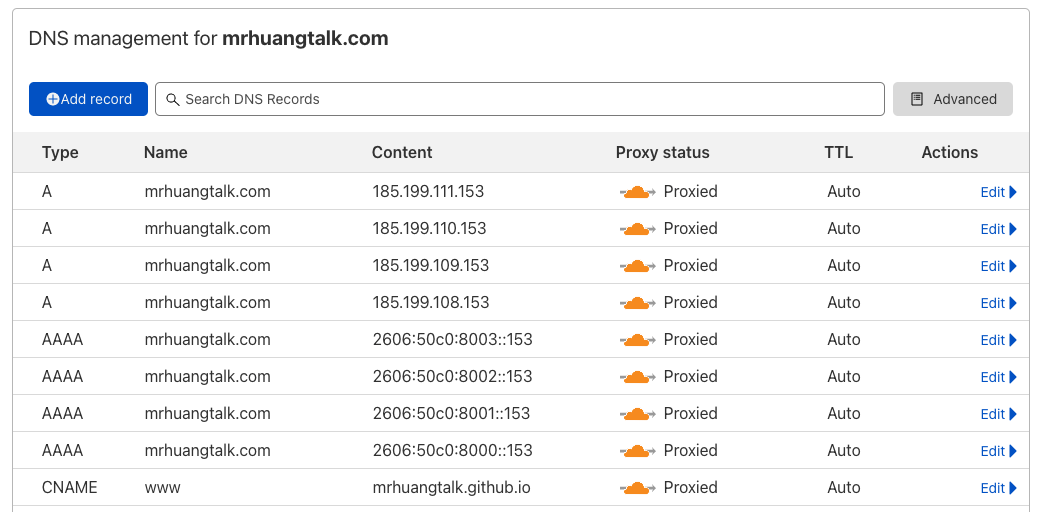 DNS management for mrhuangtalk.com
Add record Search DNS Records Advanced
Type Name Content Proxy status TTL Actions
A mrhuangtalk.com 185.199.111.153 Proxied Auto Edit
A mrhuangtalk.com 185.199.110.153 Proxied Auto Edit
A mrhuangtalk.com 185.199.109.153 Proxied Auto Edit
A mrhuangtalk.com 185.199.108.153 Proxied Auto Edit
AAAA mrhuangtalk.com 2606:50c0:8003::153 Proxied Auto Edit
AAAA mrhuangtalk.com 2606:50c0:8002::153 Proxied Auto Edit
AAAA mrhuangtalk.com 2606:50c0:8001::153 Proxied Auto Edit
AAAA mrhuangtalk.com 2606:50c0:8000::153 Proxied Auto Edit
CNAME www mrhuangtalk.github.io Proxied Auto Edit